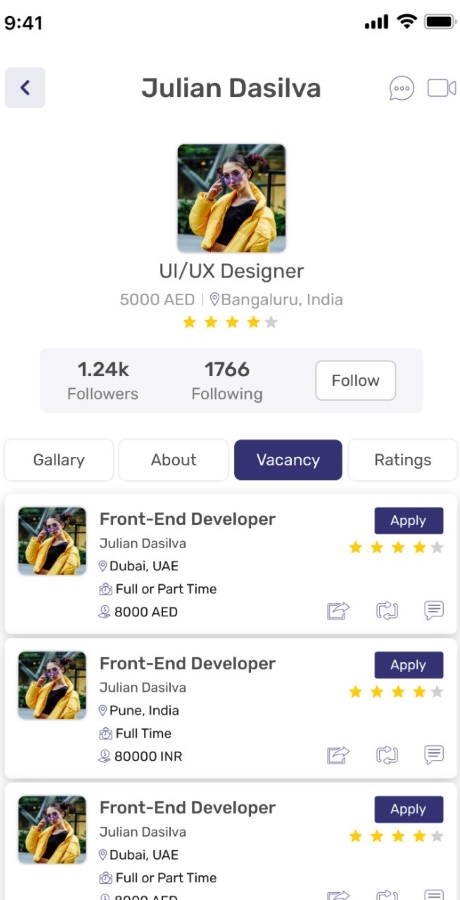 9:41
Julian Dasilva
UI/UX Designer
5000 AED | Bangaluru, India
1.24k 1766
Followers Following
Follow
Gallary About Vacancy Ratings
Front-End Developer Apply
Julian Dasilva
Dubai, UAE
Full or Part Time
8000 AED
Front-End Developer Apply
Julian Dasilva
Pune, India
Full Time
80000 INR
Front-End Developer Apply
Julian Dasilva
Dubai, UAE
Full or Part Time
8000 AED